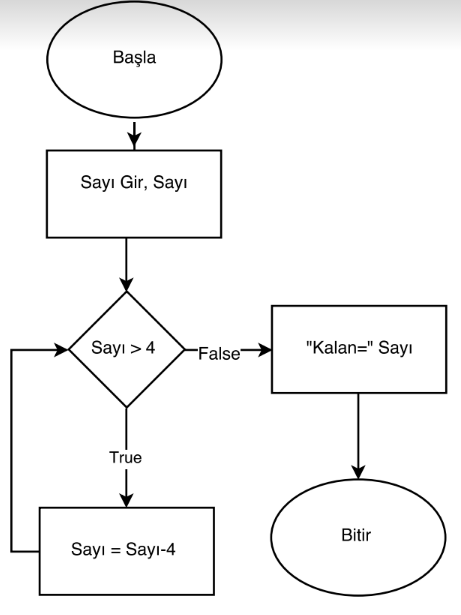 Başla
Sayı Gir, Sayı
Sayı > 4
False
"Kalan=" Sayı
True
Sayı = Sayı-4
Bitir